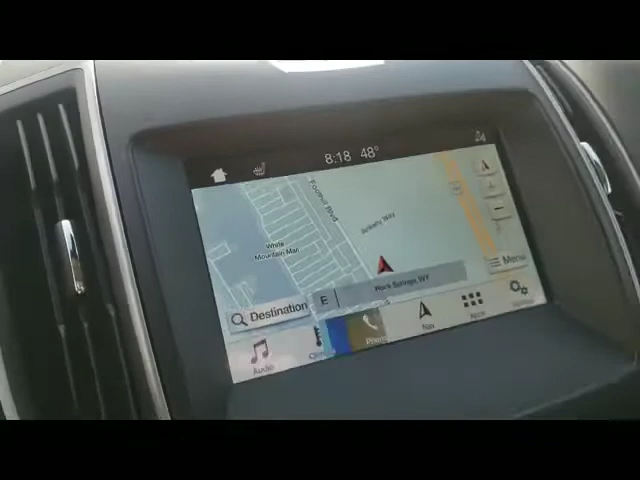 8:18 48°
Foothill Blvd
White
Mountain Mall
Menu
E
Rock Springs, WY
Destination
Audio
Phone
Nav
Apps